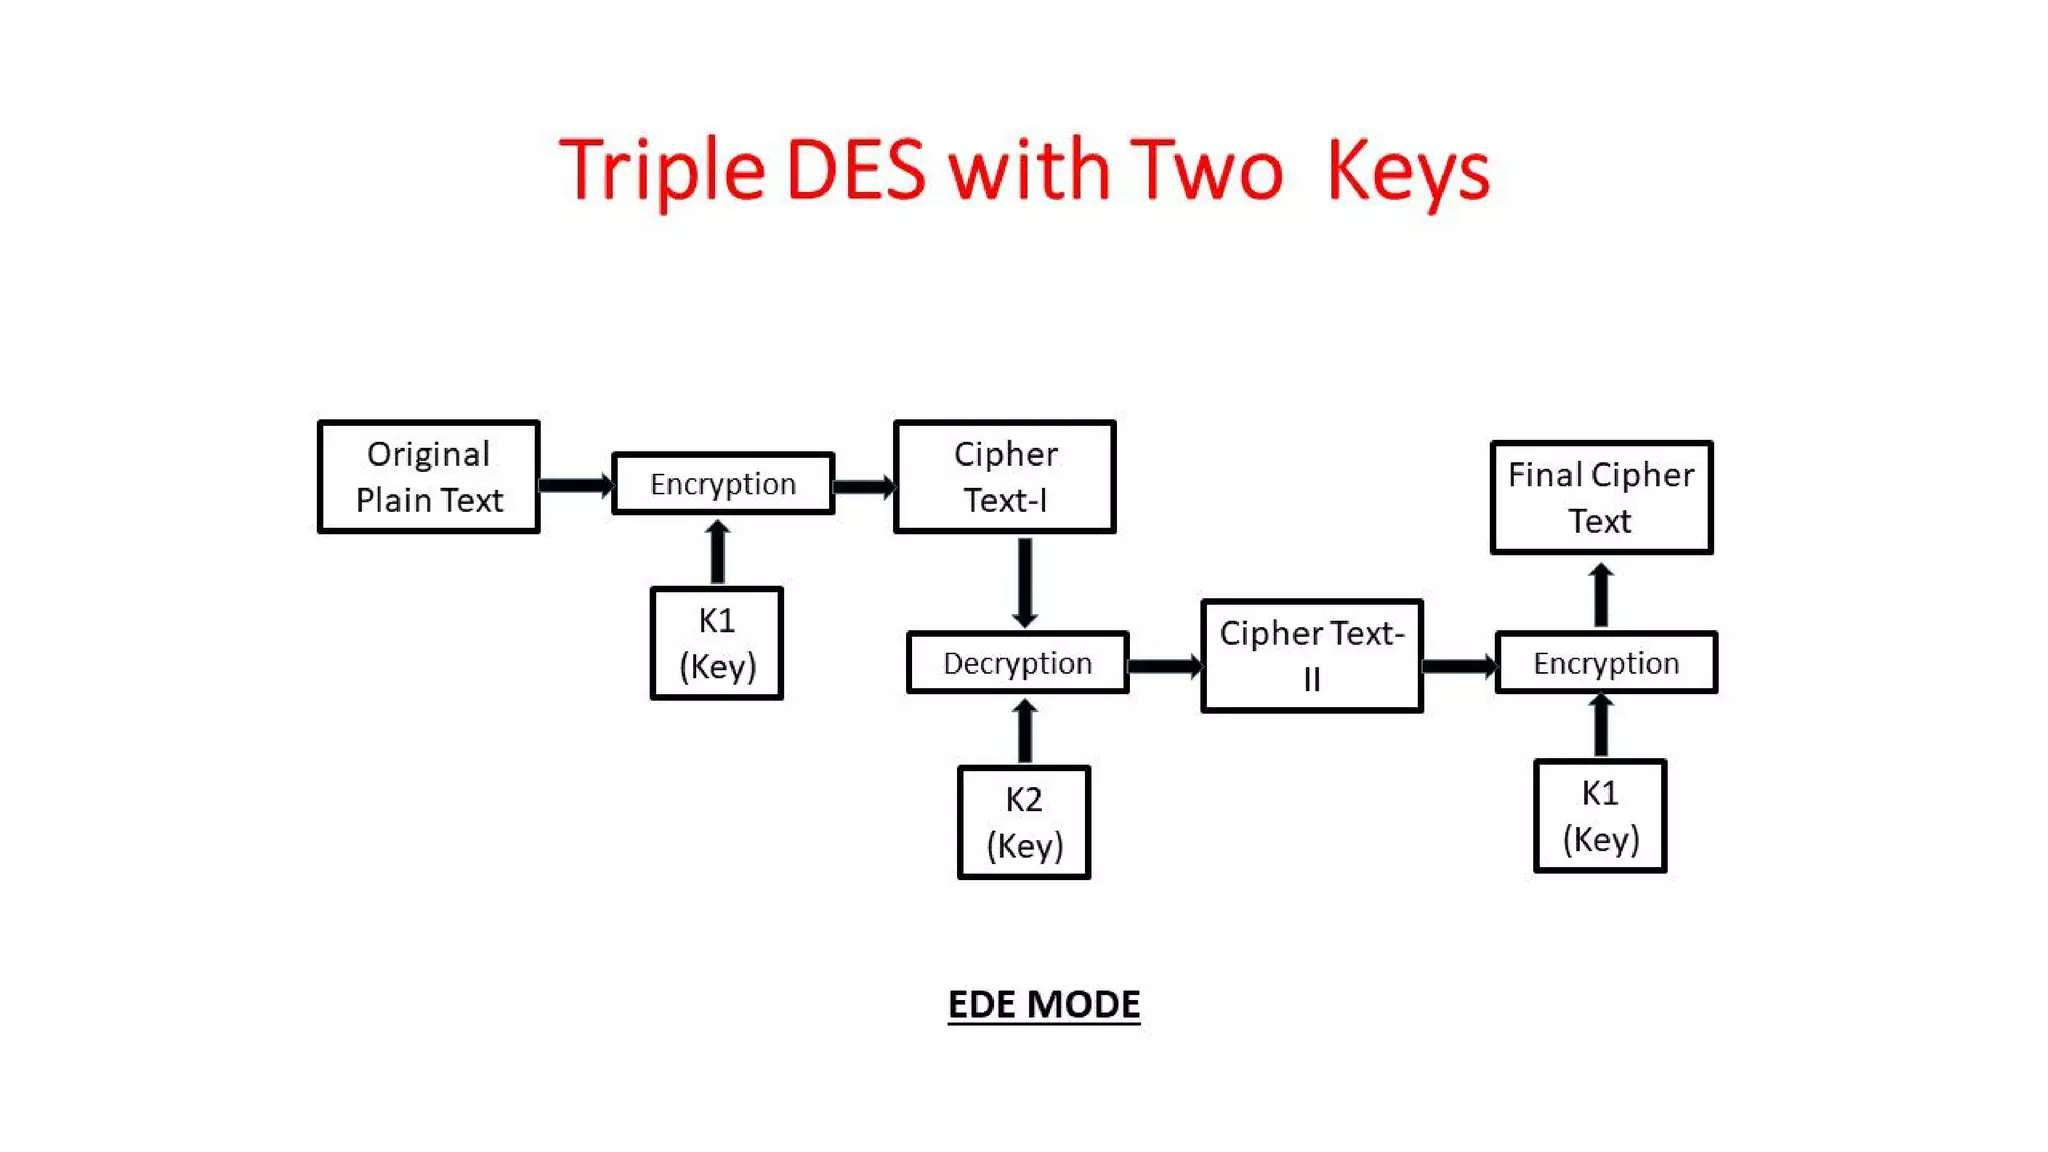 Triple DES with Two  Keys
Original
Plain Text
Encryption
K1
(Key)
Cipher
Text-I
Decryption
K2
(Key)
Cipher Text-
II
Encryption
K1
(Key)
Final Cipher
Text
EDE MODE